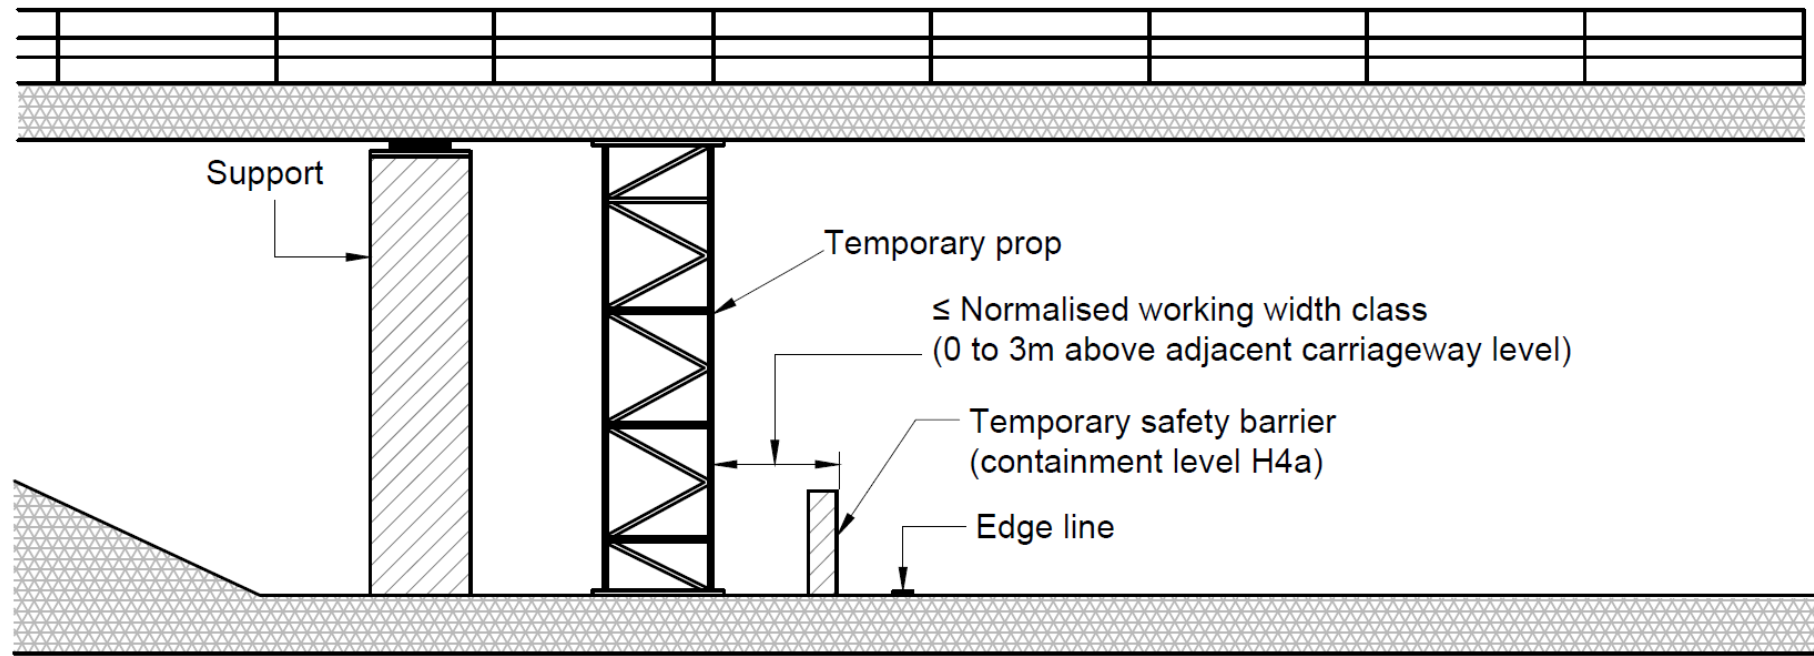 Support
Temporary prop
≤ Normalised working width class
(0 to 3m above adjacent carriageway level)
Temporary safety barrier
(containment level H4a)
Edge line